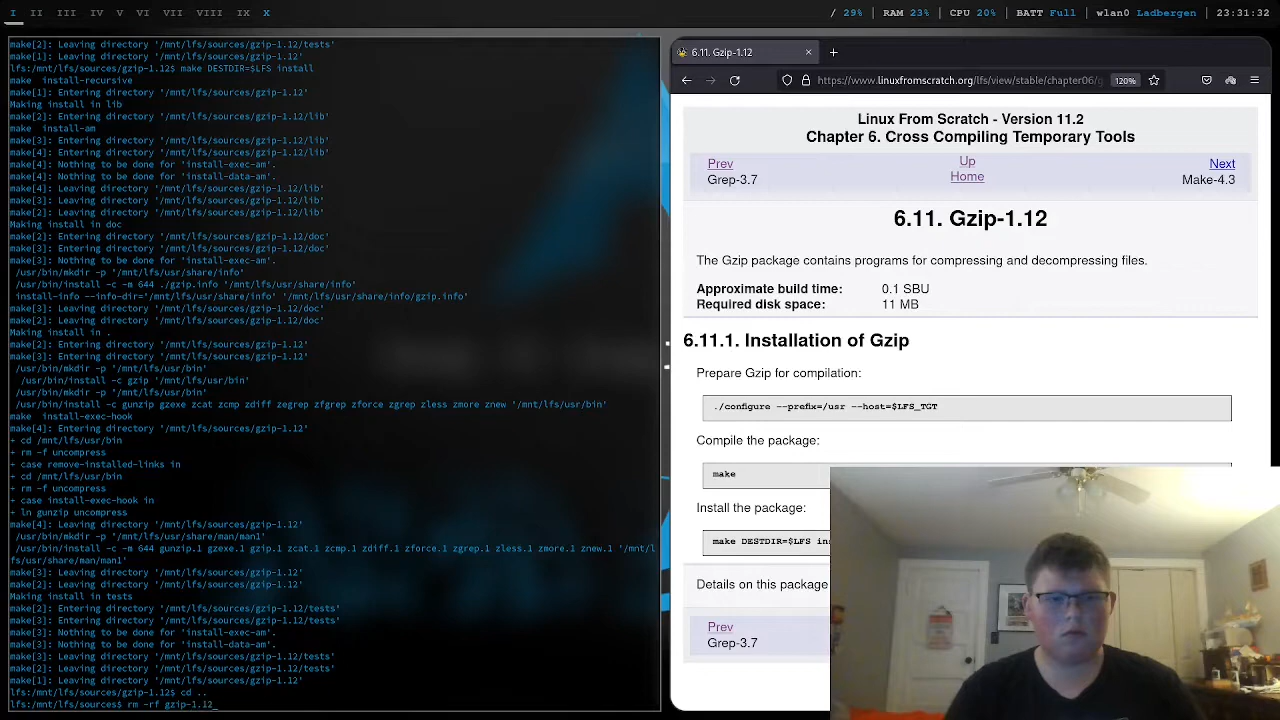 I II III IV V VI VII VIII IX X
/ 29% | RAM 23% | CPU 20% | BATT Full | wlan0 Ladbergen | 23:31:32
make[2]: Leaving directory '/mnt/lfs/sources/gzip-1.12/tests'
make[1]: Leaving directory '/mnt/lfs/sources/gzip-1.12'
lfs:/mnt/lfs/sources/gzip-1.12$ make DESTDIR=$LFS install
make  install-recursive
make[1]: Entering directory '/mnt/lfs/sources/gzip-1.12'
Making install in lib
make[2]: Entering directory '/mnt/lfs/sources/gzip-1.12/lib'
make  install-am
make[3]: Entering directory '/mnt/lfs/sources/gzip-1.12/lib'
make[4]: Entering directory '/mnt/lfs/sources/gzip-1.12/lib'
make[4]: Nothing to be done for 'install-exec-am'.
make[4]: Nothing to be done for 'install-data-am'.
make[4]: Leaving directory '/mnt/lfs/sources/gzip-1.12/lib'
make[3]: Leaving directory '/mnt/lfs/sources/gzip-1.12/lib'
make[2]: Leaving directory '/mnt/lfs/sources/gzip-1.12/lib'
Making install in doc
make[2]: Entering directory '/mnt/lfs/sources/gzip-1.12/doc'
make[3]: Entering directory '/mnt/lfs/sources/gzip-1.12/doc'
make[3]: Nothing to be done for 'install-exec-am'.
/usr/bin/mkdir -p '/mnt/lfs/usr/share/info'
/usr/bin/install -c -m 644 ./gzip.info '/mnt/lfs/usr/share/info'
install-info --info-dir='/mnt/lfs/usr/share/info' '/mnt/lfs/usr/share/info/gzip.info'
make[3]: Leaving directory '/mnt/lfs/sources/gzip-1.12/doc'
make[2]: Leaving directory '/mnt/lfs/sources/gzip-1.12/doc'
Making install in .
make[2]: Entering directory '/mnt/lfs/sources/gzip-1.12'
make[3]: Entering directory '/mnt/lfs/sources/gzip-1.12'
/usr/bin/mkdir -p '/mnt/lfs/usr/bin'
/usr/bin/install -c gzip '/mnt/lfs/usr/bin'
/usr/bin/mkdir -p '/mnt/lfs/usr/bin'
/usr/bin/install -c gunzip gzexe zcat zcmp zdiff zegrep zfgrep zforce zgrep zless zmore znew '/mnt/lfs/usr/bin'
make  install-exec-hook
make[4]: Entering directory '/mnt/lfs/sources/gzip-1.12'
+ cd /mnt/lfs/usr/bin
+ rm -f uncompress
+ case remove-installed-links in
+ cd /mnt/lfs/usr/bin
+ rm -f uncompress
+ case install-exec-hook in
+ ln gunzip uncompress
make[4]: Leaving directory '/mnt/lfs/sources/gzip-1.12'
/usr/bin/mkdir -p '/mnt/lfs/usr/share/man/man1'
/usr/bin/install -c -m 644 gunzip.1 gzexe.1 gzip.1 zcat.1 zcmp.1 zdiff.1 zforce.1 zgrep.1 zless.1 zmore.1 znew.1 '/mnt/l
fs/usr/share/man/man1'
make[3]: Leaving directory '/mnt/lfs/sources/gzip-1.12'
make[2]: Leaving directory '/mnt/lfs/sources/gzip-1.12'
Making install in tests
make[2]: Entering directory '/mnt/lfs/sources/gzip-1.12/tests'
make[3]: Entering directory '/mnt/lfs/sources/gzip-1.12/tests'
make[3]: Nothing to be done for 'install-exec-am'.
make[3]: Nothing to be done for 'install-data-am'.
make[3]: Leaving directory '/mnt/lfs/sources/gzip-1.12/tests'
make[2]: Leaving directory '/mnt/lfs/sources/gzip-1.12/tests'
make[1]: Leaving directory '/mnt/lfs/sources/gzip-1.12'
lfs:/mnt/lfs/sources/gzip-1.12$ cd ..
lfs:/mnt/lfs/sources$ rm -rf gzip-1.12_
6.11. Gzip-1.12
https://www.linuxfromscratch.org/lfs/view/stable/chapter06/g 120%
Linux From Scratch - Version 11.2
Chapter 6. Cross Compiling Temporary Tools
Prev Up Next
Grep-3.7 Home Make-4.3
6.11. Gzip-1.12
The Gzip package contains programs for compressing and decompressing files.
Approximate build time: 0.1 SBU
Required disk space: 11 MB
6.11.1. Installation of Gzip
Prepare Gzip for compilation:
./configure --prefix=/usr --host=$LFS_TGT
Compile the package:
make
Install the package:
make DESTDIR=$LFS ins
Details on this package
Prev
Grep-3.7